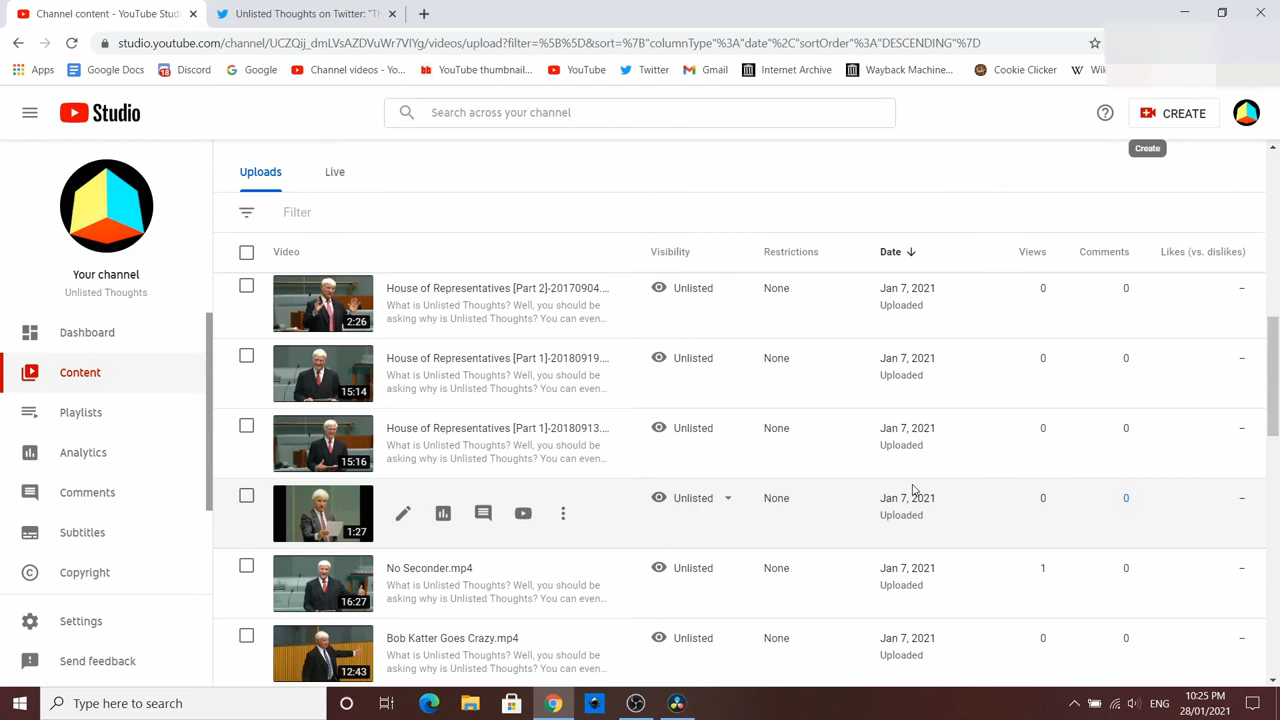 Channel content - YouTube Studi
Unlisted Thoughts on Twitter: "Th
studio.youtube.com/channel/UCZQij_dmLVsAZDVuWr7VIYg/videos/upload?filter=%5B%5D&sort=%7B"columnType"%3A"date"%2C"sortOrder"%3A"DESCENDING"%7D
Apps
Google Docs
Discord
Google
Channel videos - Yo...
YouTube thumbnail...
YouTube
Twitter
Gmail
Internet Archive
Wayback Machine...
Cookie Clicker
Studio
Search across your channel
CREATE
Create
Your channel
Unlisted Thoughts
Dashboard
Content
Playlists
Analytics
Comments
Subtitles
Copyright
Settings
Send feedback
Uploads
Live
Filter
Video Visibility Restrictions Date Views Comments Likes (vs. dislikes)
2:26
House of Representatives [Part 2]-20170904.... Unlisted None Jan 7, 2021 0 0 –
What is Unlisted Thoughts? Well, you should be Uploaded
asking why is Unlisted Thoughts? You can even...
15:14
House of Representatives [Part 1]-20180919.... Unlisted None Jan 7, 2021 0 0 –
What is Unlisted Thoughts? Well, you should be Uploaded
asking why is Unlisted Thoughts? You can even...
15:16
House of Representatives [Part 1]-20180913.... Unlisted None Jan 7, 2021 0 0 –
What is Unlisted Thoughts? Well, you should be Uploaded
asking why is Unlisted Thoughts? You can even...
1:27
Unlisted None Jan 7, 2021 0 0 –
Uploaded
16:27
No Seconder.mp4 Unlisted None Jan 7, 2021 1 0 –
What is Unlisted Thoughts? Well, you should be Uploaded
asking why is Unlisted Thoughts? You can even...
12:43
Bob Katter Goes Crazy.mp4 Unlisted None Jan 7, 2021 0 0 –
What is Unlisted Thoughts? Well, you should be Uploaded
asking why is Unlisted Thoughts? You can even...
Type here to search
ENG
10:25 PM
28/01/2021